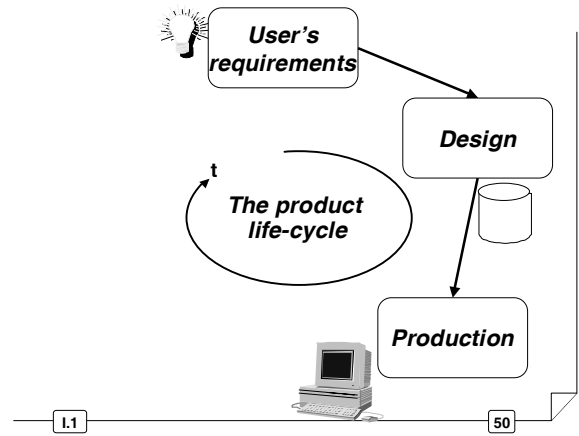 User's
requirements
Design
t
The product
life-cycle
Production
I.1
50